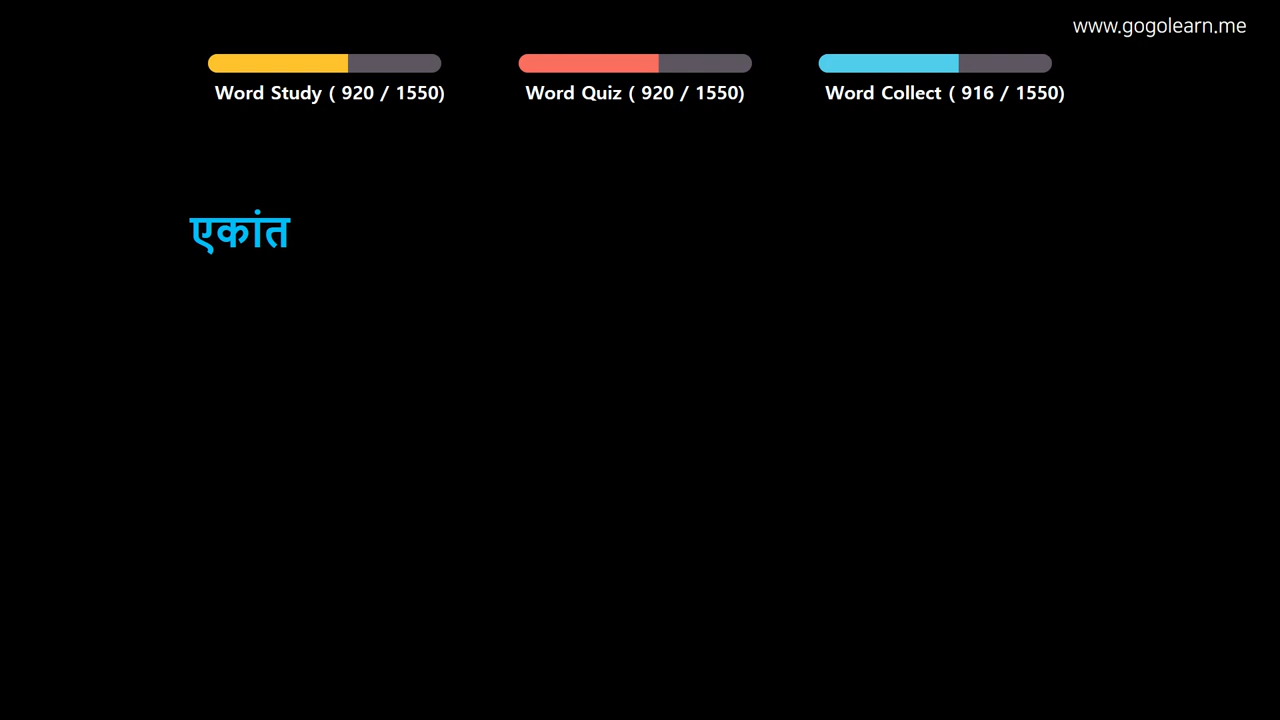 www.gogolearn.me
Word Study ( 920 / 1550)
Word Quiz ( 920 / 1550)
Word Collect ( 916 / 1550)
एकांत